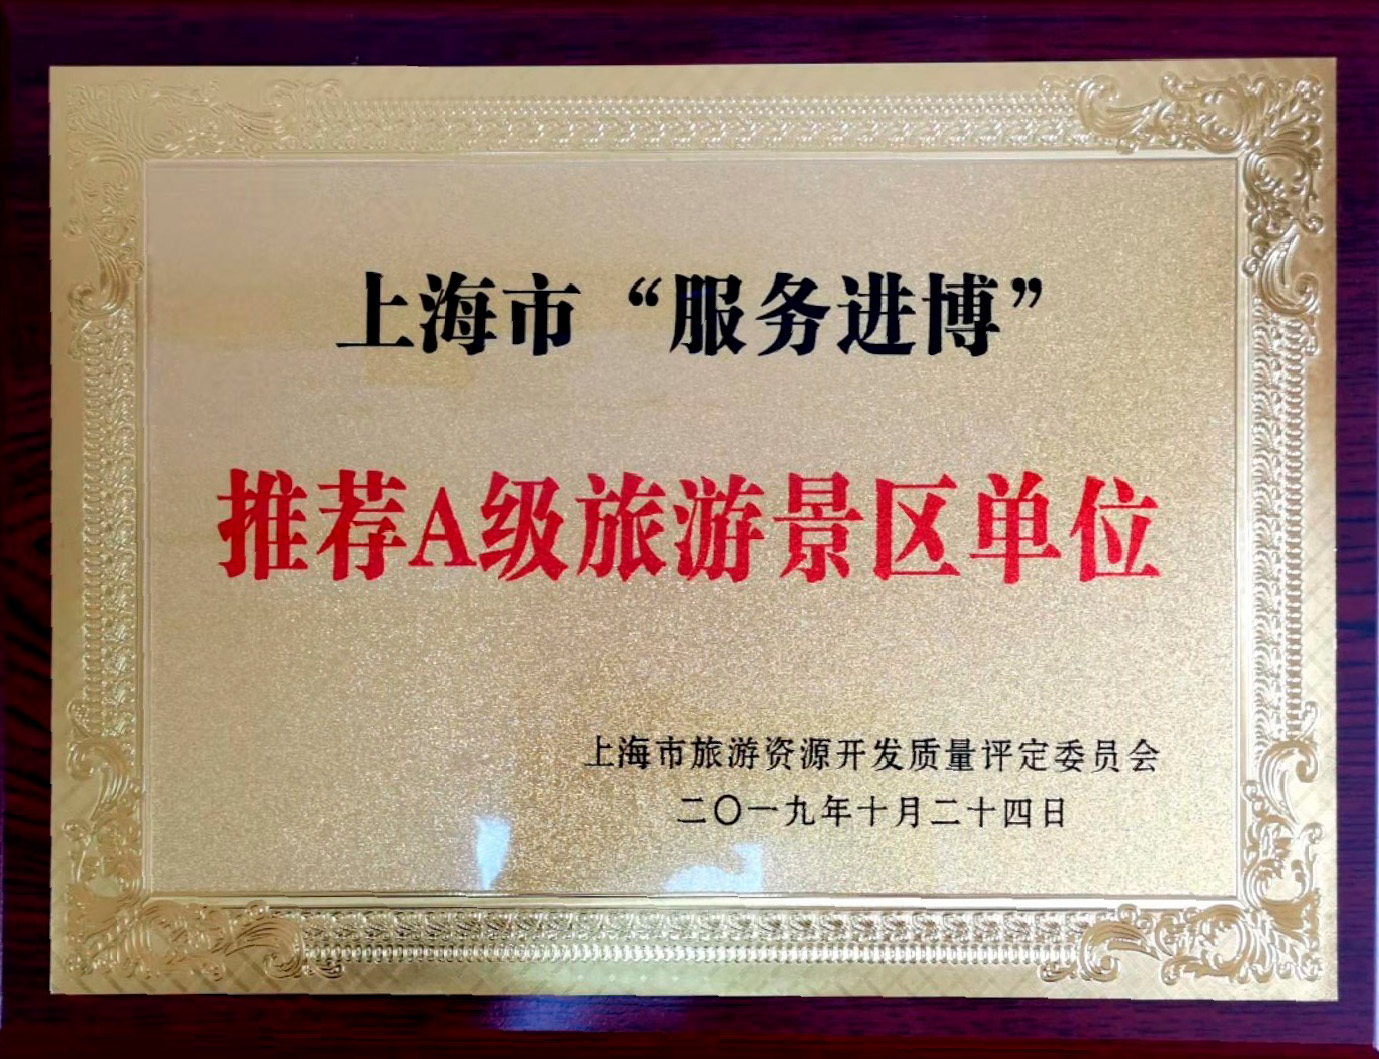 上海市“服务进博”
推荐A级旅游景区单位
上海市旅游资源开发质量评定委员会
二〇一九年十月二十四日